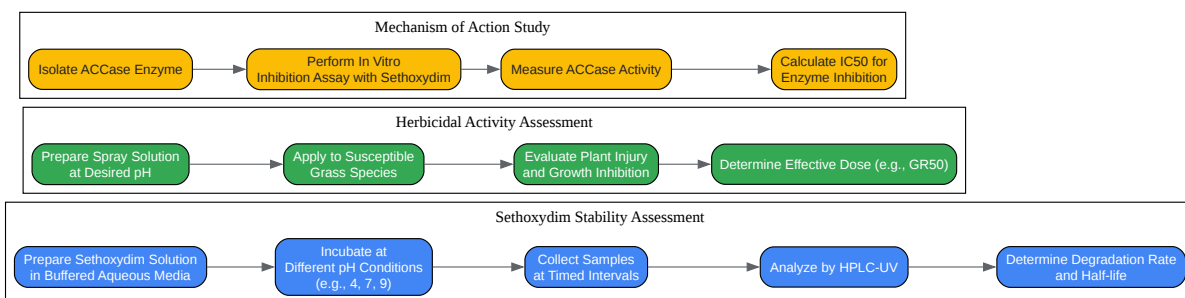 Mechanism of Action Study
Isolate ACCase Enzyme
Perform In Vitro
Inhibition Assay with Sethoxydim
Measure ACCase Activity
Calculate IC50 for
Enzyme Inhibition
Herbicidal Activity Assessment
Prepare Spray Solution
at Desired pH
Apply to Susceptible
Grass Species
Evaluate Plant Injury
and Growth Inhibition
Determine Effective Dose (e.g., GR50)
Sethoxydim Stability Assessment
Prepare Sethoxydim Solution
in Buffered Aqueous Media
Incubate at
Different pH Conditions
(e.g., 4, 7, 9)
Collect Samples
at Timed Intervals
Analyze by HPLC-UV
Determine Degradation Rate
and Half-life